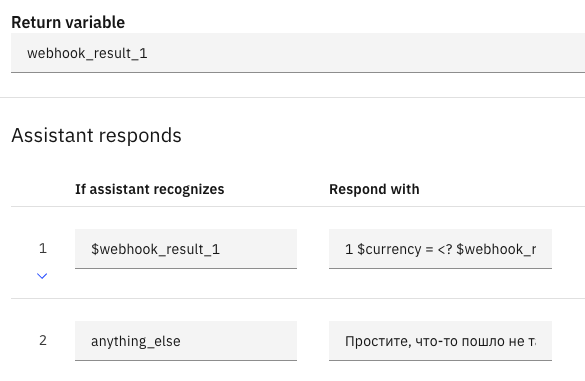 Return variable
webhook_result_1
Assistant responds
If assistant recognizes Respond with
1 $webhook_result_1 1 $currency = <? $webhook_r
2 anything_else Простите, что-то пошло не